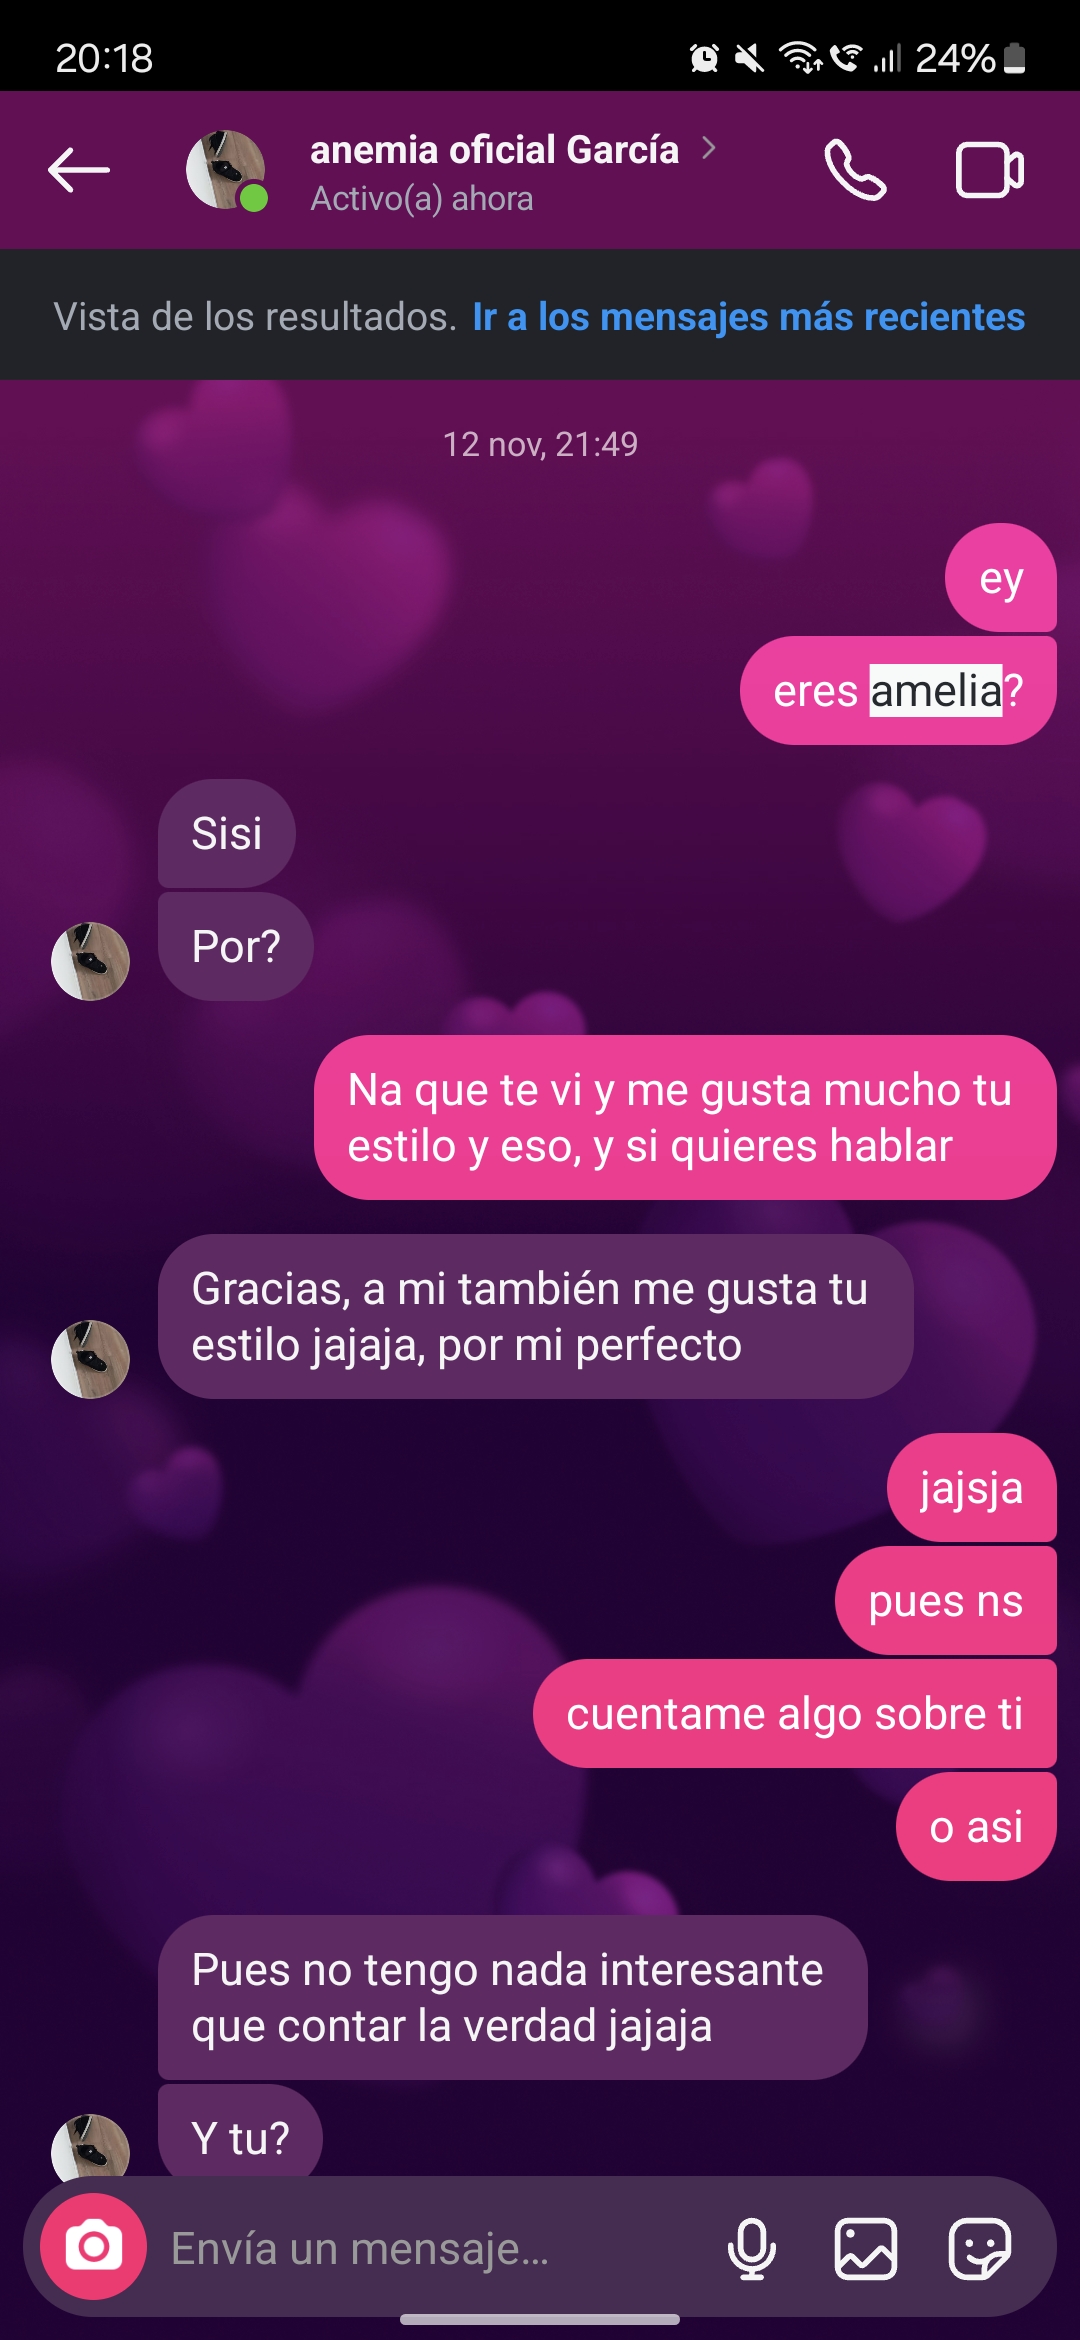 20:18
24%
anemia oficial García
Activo(a) ahora
Vista de los resultados. Ir a los mensajes más recientes
12 nov, 21:49
ey
eres amelia?
Sisi
Por?
Na que te vi y me gusta mucho tu
estilo y eso, y si quieres hablar
Gracias, a mi también me gusta tu
estilo jajaja, por mi perfecto
jajsja
pues ns
cuentame algo sobre ti
o asi
Pues no tengo nada interesante
que contar la verdad jajaja
Y tu?
Envía un mensaje...